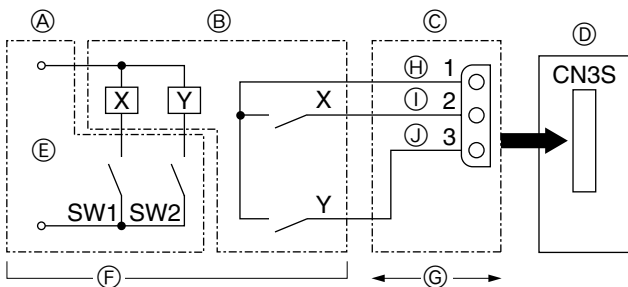 Ⓐ Ⓑ Ⓒ Ⓓ
CN3S
Ⓗ 1
X Y X Ⓘ 2
Ⓙ 3
Ⓔ
SW1 SW2 Y
Ⓕ Ⓖ